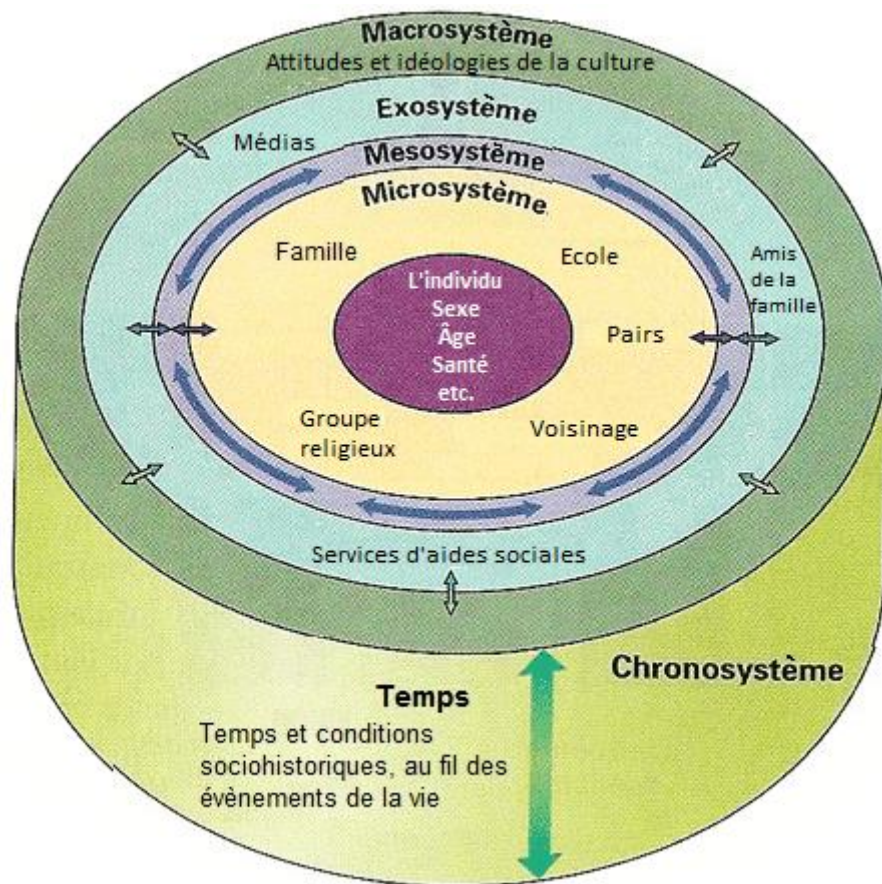 Macrosystème
Attitudes et idéologies de la culture
Exosystème
Médias
Mesosystème
Microsystème
Famille
Ecole
Amis
de la
famille
L'individu
Sexe
Âge
Santé
etc.
Pairs
Groupe
religieux
Voisinage
Services d'aides sociales
Chronosystème
Temps
Temps et conditions
sociohistoriques, au fil des
évènements de la vie